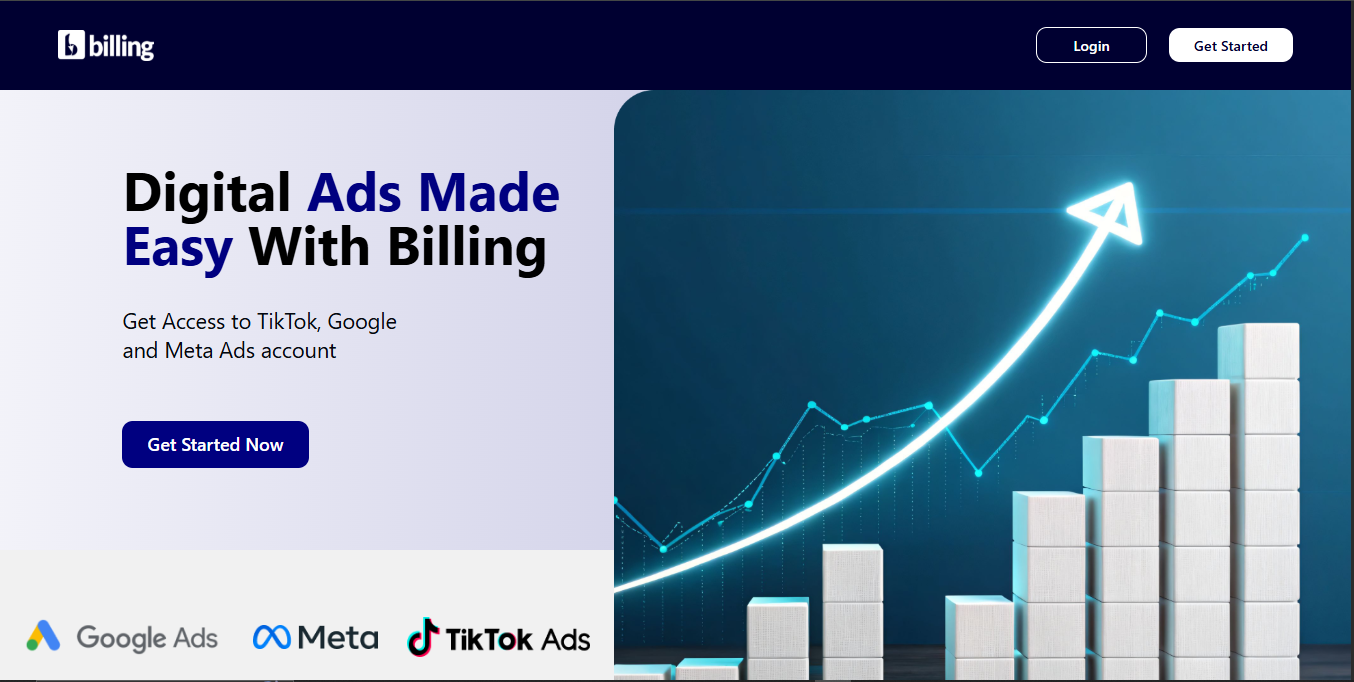 billing
Login
Get Started
Digital Ads Made
Easy With Billing
Get Access to TikTok, Google
and Meta Ads account
Get Started Now
Google Ads
Meta
TikTok Ads